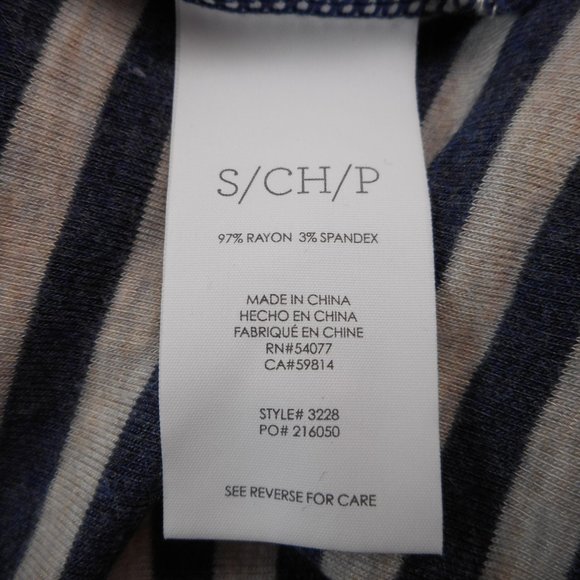 S/CH/P
97% RAYON 3% SPANDEX
MADE IN CHINA
HECHO EN CHINA
FABRIQUÉ EN CHINE
RN#54077
CA#59814
STYLE# 3228
PO# 216050
SEE REVERSE FOR CARE